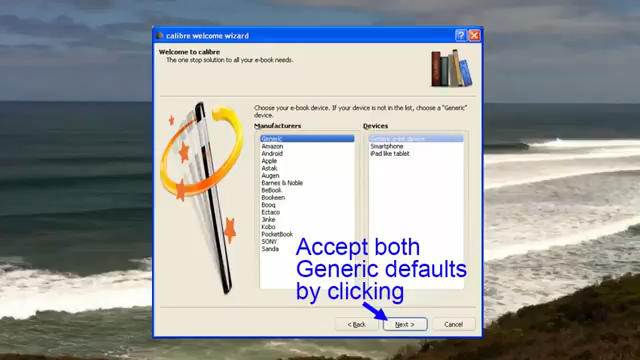 calibre welcome wizard
Welcome to calibre
The one stop solution to all your e-book needs.
Choose your e-book device. If your device is not in the list, choose a "Generic"
device.
Manufacturers
Devices
Generic
Amazon
Android
Apple
Astak
Augen
Barnes & Noble
BeBook
Bookeen
Booq
Ectaco
Jinke
Kobo
PocketBook
SONY
Sanda
Generic e-ink device
Smartphone
iPad like tablet
Accept both
Generic defaults
by clicking
< Back
Next >
Cancel